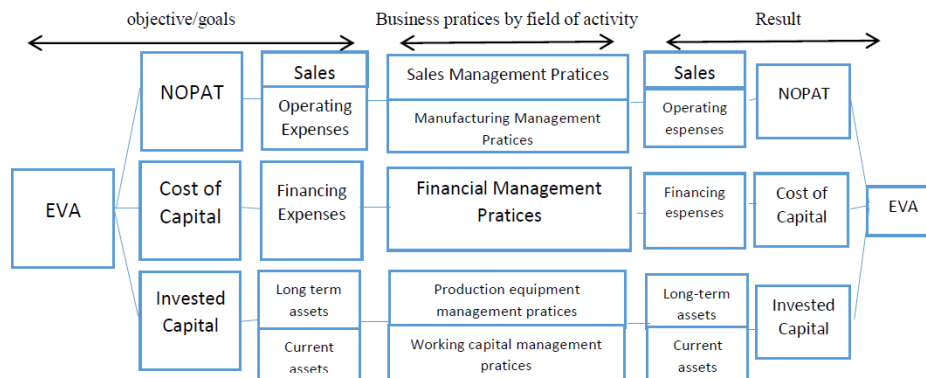 objective/goals
Business pratices by field of activity
Result
EVA
NOPAT
Cost of
Capital
Invested
Capital
Sales
Operating
Expenses
Financing
Expenses
Long term
assets
Current
assets
Sales Management Pratices
Manufacturing Management
Pratices
Financial Management
Pratices
Production equipment
management pratices
Working capital management
pratices
Sales
Operating
espenses
Financing
espenses
Long-term
assets
Current
assets
NOPAT
Cost of
Capital
Invested
Capital
EVA